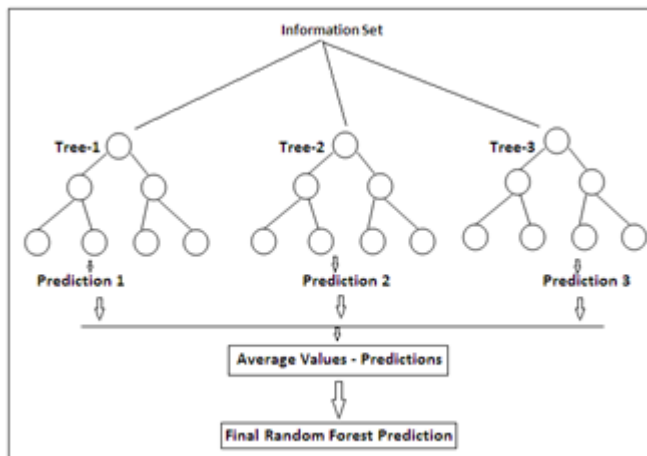 Information Set
Tree-1 Tree-2 Tree-3
Prediction 1 Prediction 2 Prediction 3
Average Values - Predictions
Final Random Forest Prediction